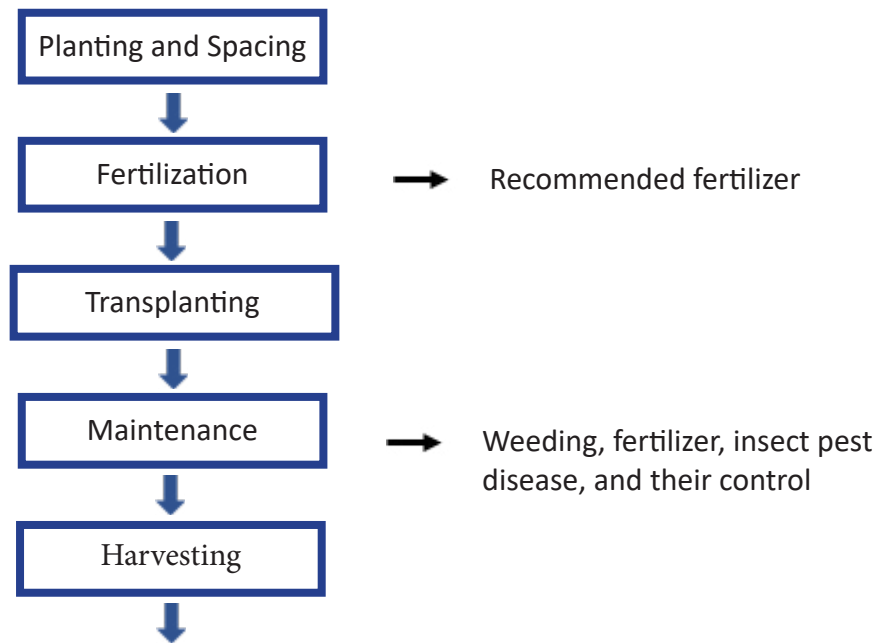 Planting and Spacing
Fertilization
Recommended fertilizer
Transplanting
Maintenance
Weeding, fertilizer, insect pest
disease, and their control
Harvesting